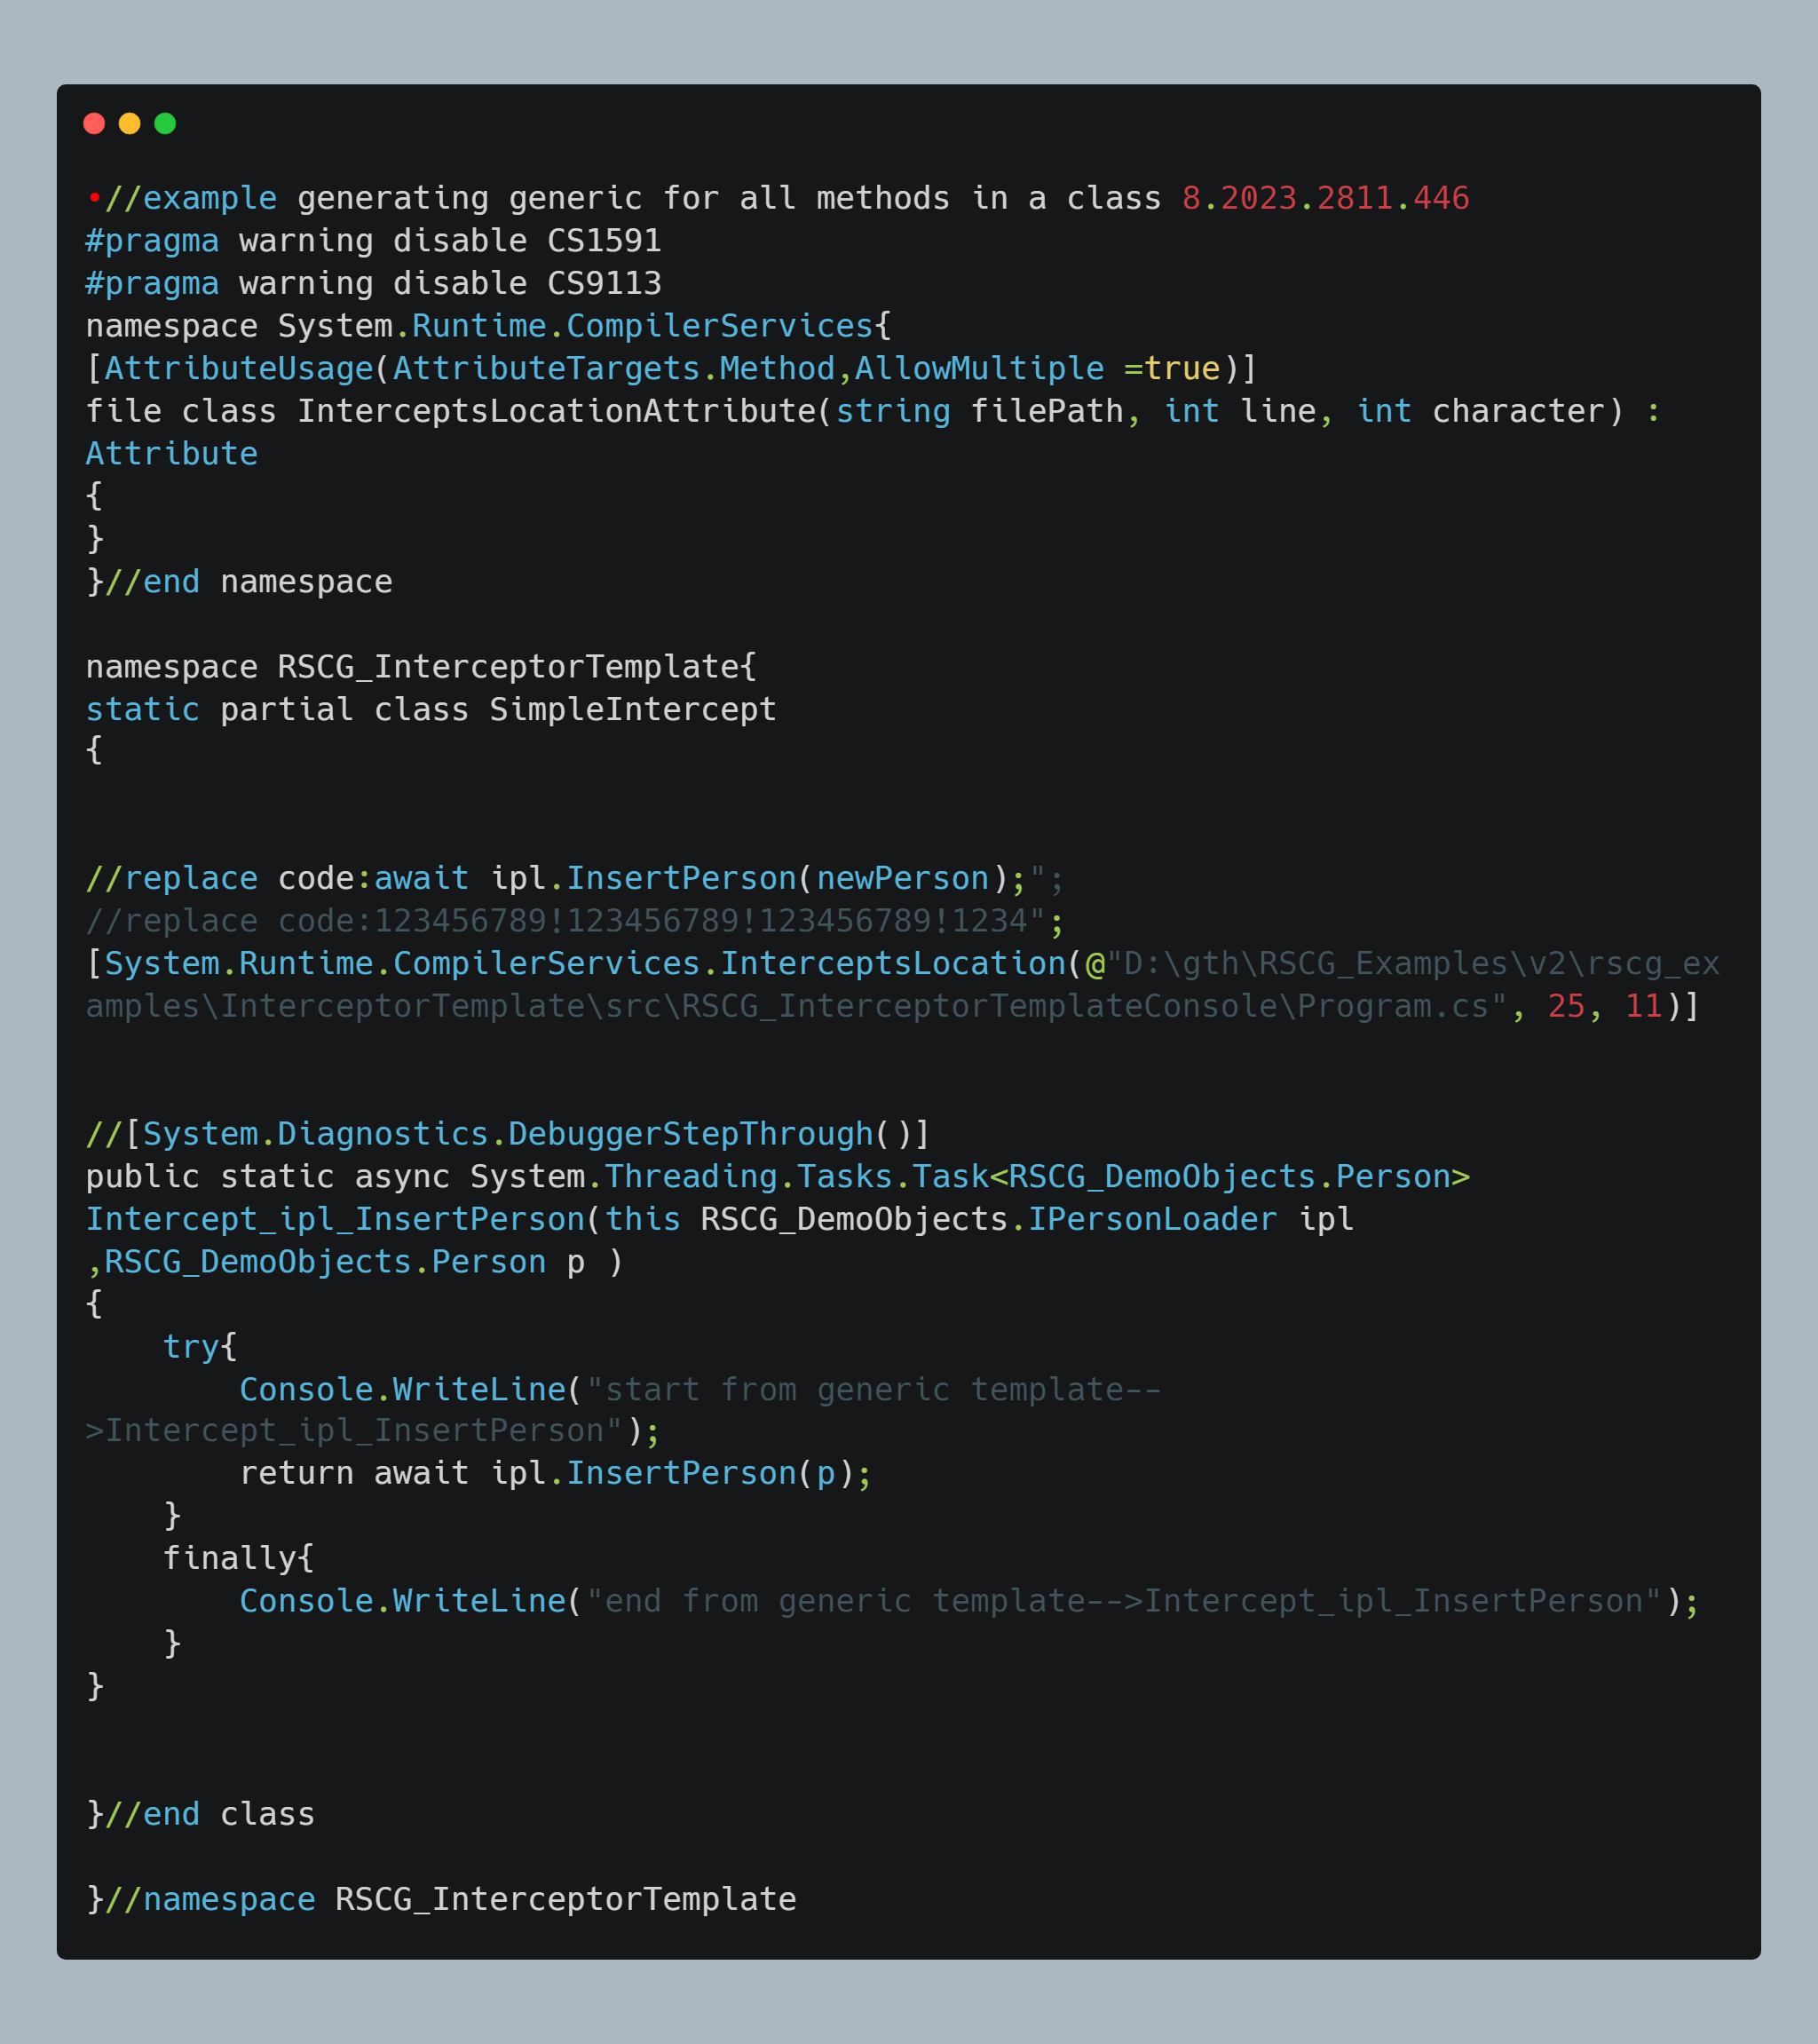 •//example generating generic for all methods in a class 8.2023.2811.446
#pragma warning disable CS1591
#pragma warning disable CS9113
namespace System.Runtime.CompilerServices{
[AttributeUsage(AttributeTargets.Method,AllowMultiple =true)]
file class InterceptsLocationAttribute(string filePath, int line, int character) :
Attribute
{
}
}//end namespace

namespace RSCG_InterceptorTemplate{
static partial class SimpleIntercept
{

//replace code:await ipl.InsertPerson(newPerson);";
//replace code:123456789!123456789!123456789!1234";
[System.Runtime.CompilerServices.InterceptsLocation(@"D:\gth\RSCG_Examples\v2\rscg_ex
amples\InterceptorTemplate\src\RSCG_InterceptorTemplateConsole\Program.cs", 25, 11)]

//[System.Diagnostics.DebuggerStepThrough()]
public static async System.Threading.Tasks.Task<RSCG_DemoObjects.Person>
Intercept_ipl_InsertPerson(this RSCG_DemoObjects.IPersonLoader ipl
,RSCG_DemoObjects.Person p )
{
    try{
        Console.WriteLine("start from generic template--
>Intercept_ipl_InsertPerson");
        return await ipl.InsertPerson(p);
    }
    finally{
        Console.WriteLine("end from generic template-->Intercept_ipl_InsertPerson");
    }
}

}//end class

}//namespace RSCG_InterceptorTemplate